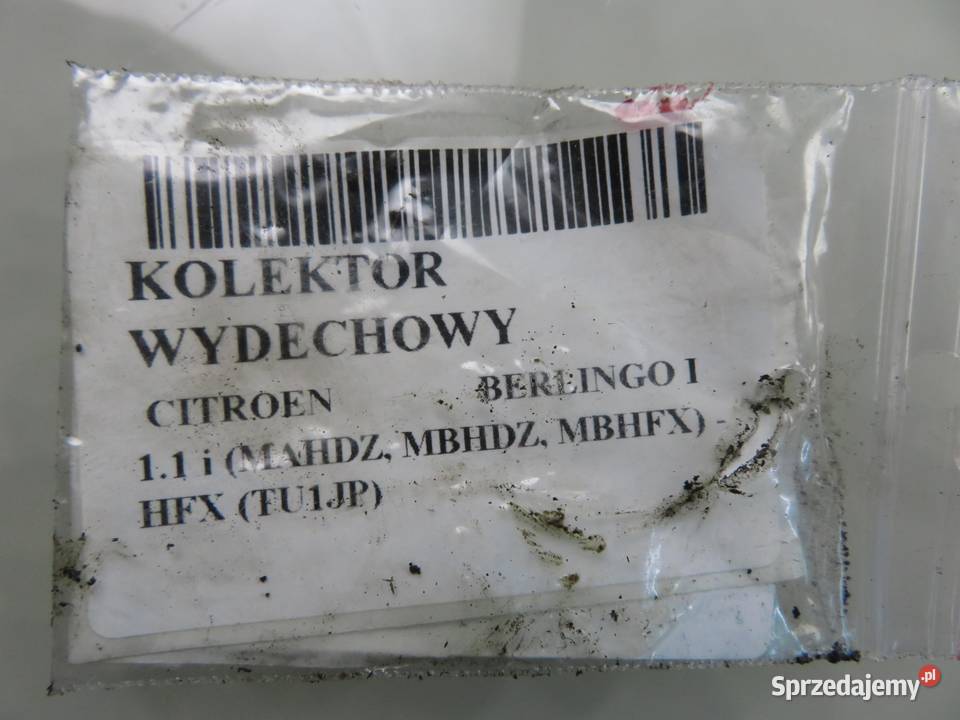 KOLEKTOR
WYDECHOWY
CITROEN BERLINGO I
1.1 i (MAHDZ, MBHDZ, MBHFX) -
HFX (TU1JP)
Sprzedajemy.pl